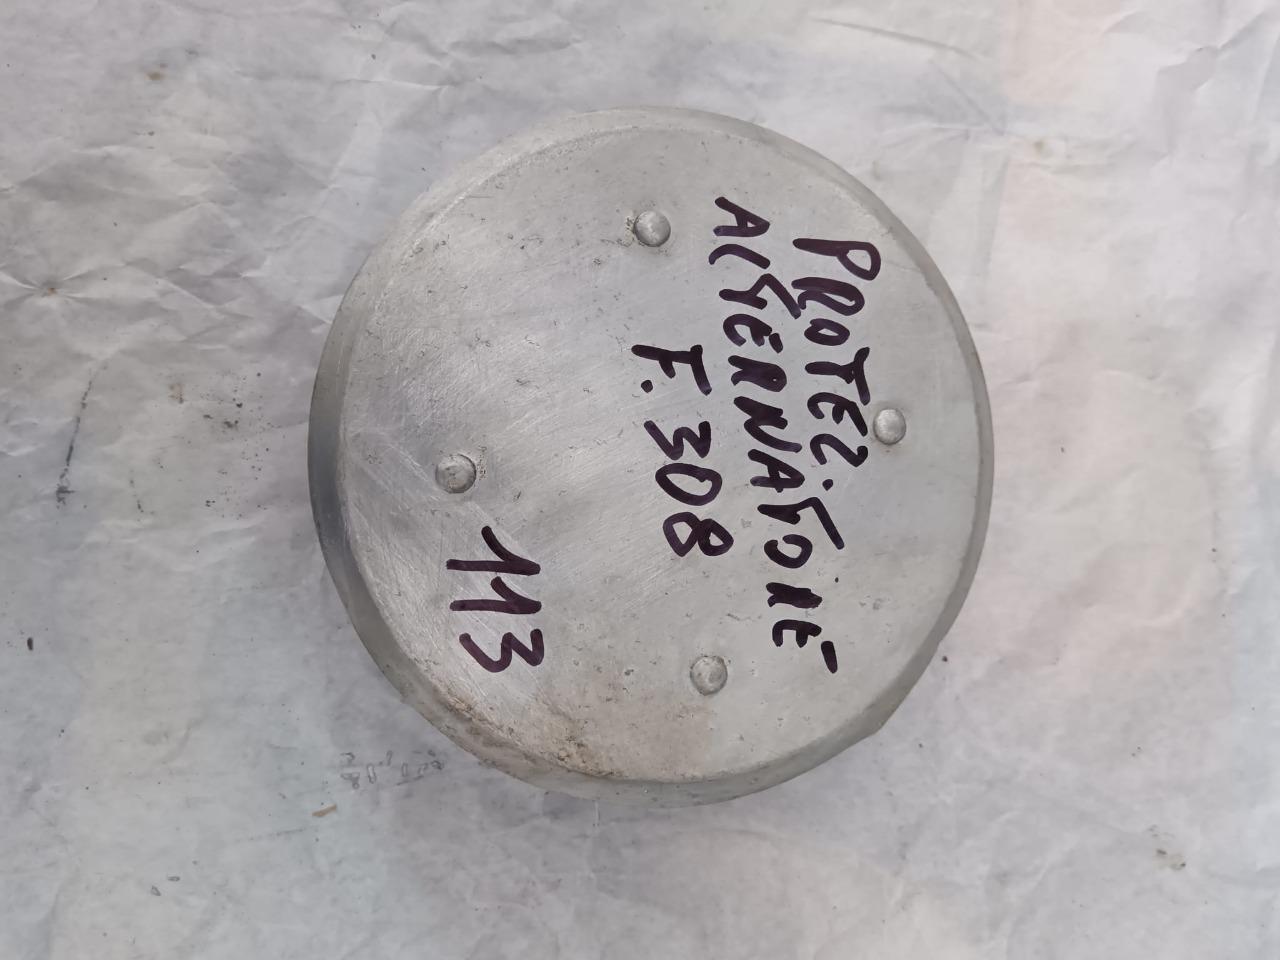 PROTEZ.
ALTERNATORE
F. 308
113